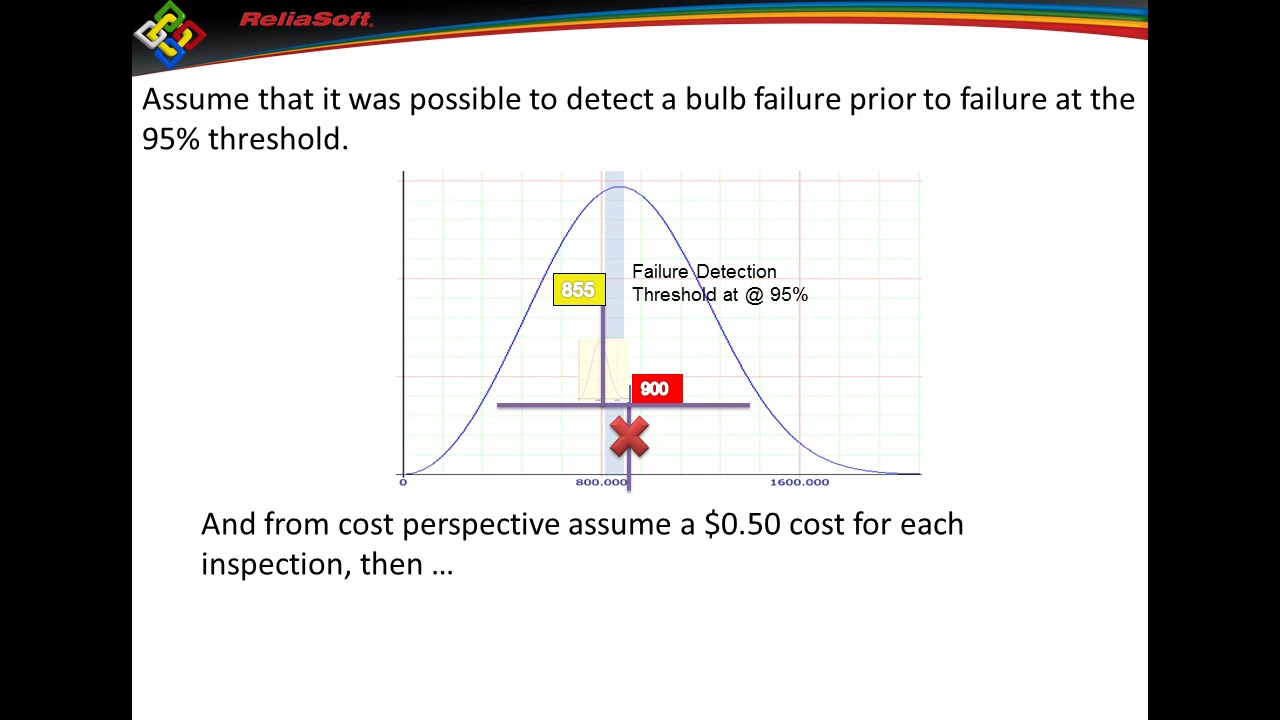 ReliaSoft
Assume that it was possible to detect a bulb failure prior to failure at the
95% threshold.
Failure Detection
Threshold at @ 95%
855
900
0
800.000
1600.000
And from cost perspective assume a $0.50 cost for each
inspection, then ...